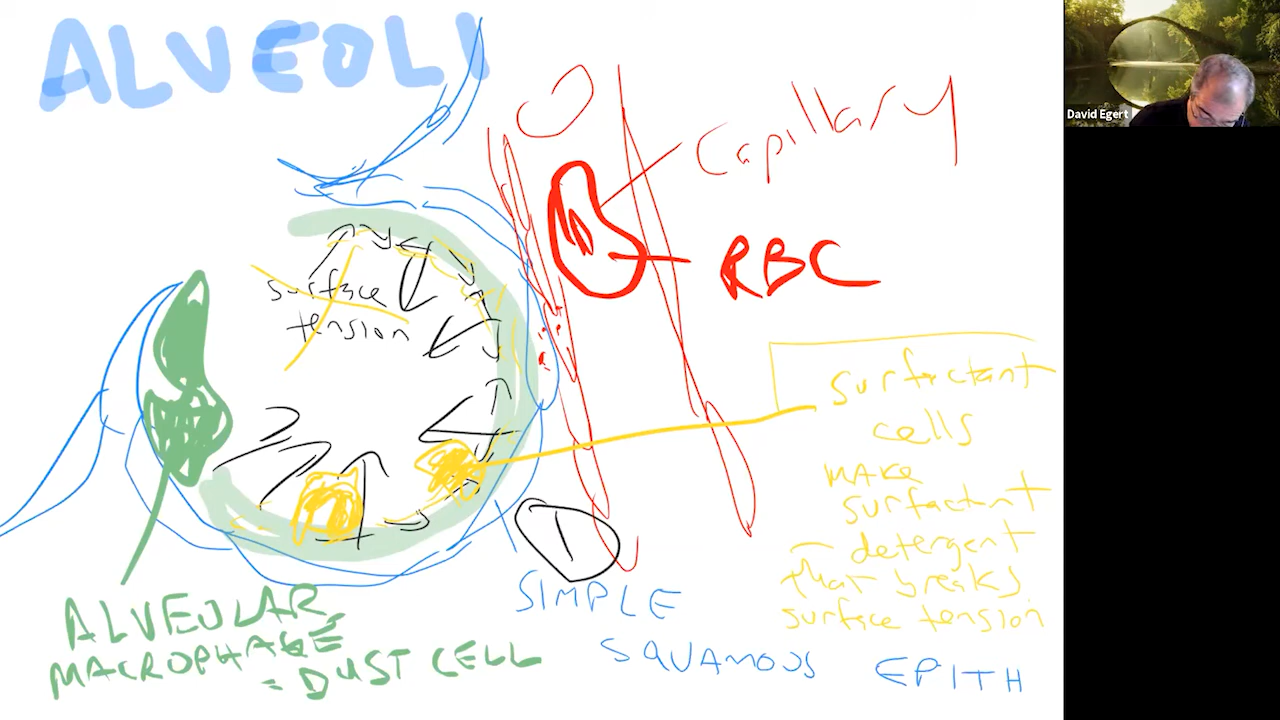 ALVEOLI
David Egert
Capillary
RBC
surface
tension
surfactant
cells
MAKE
surfactant
- detergent
that breaks
surface tension
1
SIMPLE
SQUAMOUS EPITH
ALVEOLAR
MACROPHAGE
= DUST CELL